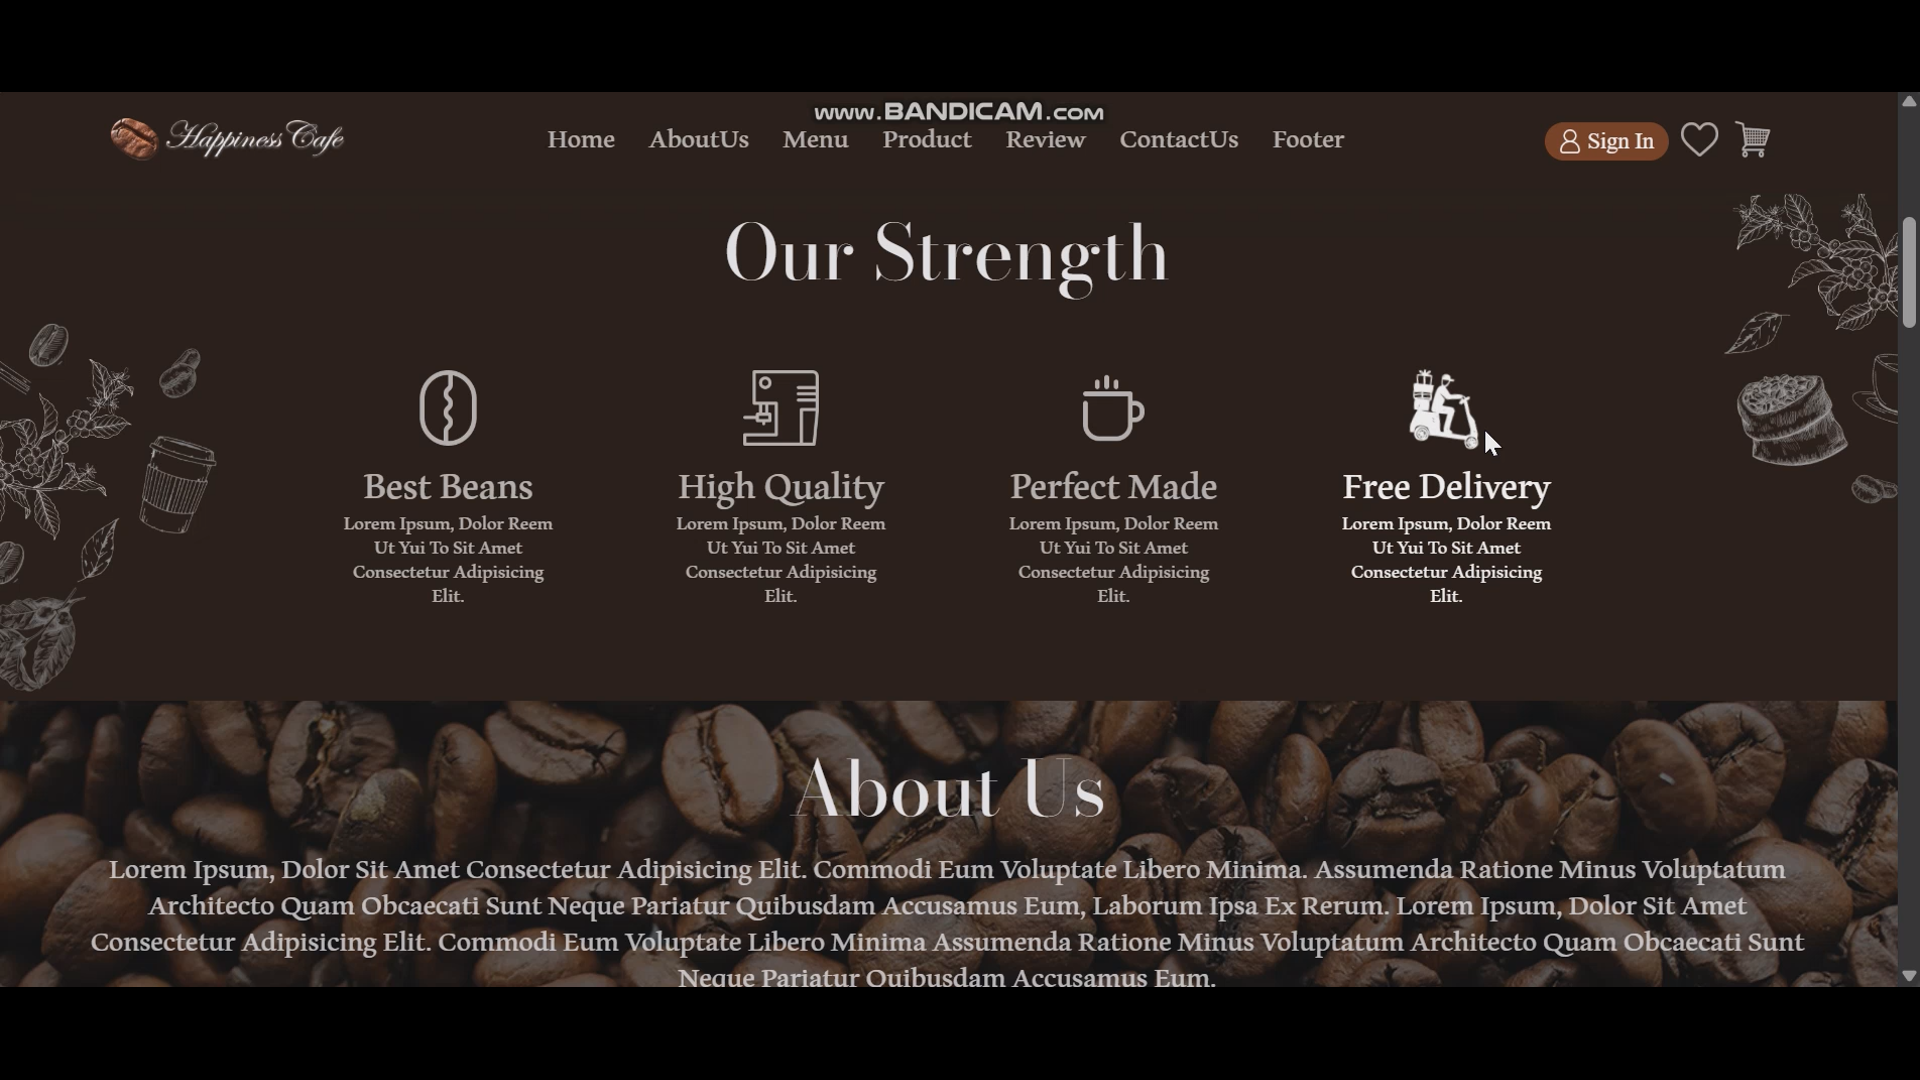 www.BANDICAM.com
Happiness Cafe
Home AboutUs Menu Product Review ContactUs Footer
Sign In
Our Strength
Best Beans
Lorem Ipsum, Dolor Reem
Ut Yui To Sit Amet
Consectetur Adipisicing
Elit.
High Quality
Lorem Ipsum, Dolor Reem
Ut Yui To Sit Amet
Consectetur Adipisicing
Elit.
Perfect Made
Lorem Ipsum, Dolor Reem
Ut Yui To Sit Amet
Consectetur Adipisicing
Elit.
Free Delivery
Lorem Ipsum, Dolor Reem
Ut Yui To Sit Amet
Consectetur Adipisicing
Elit.
About Us
Lorem Ipsum, Dolor Sit Amet Consectetur Adipisicing Elit. Commodi Eum Voluptate Libero Minima. Assumenda Ratione Minus Voluptatum
Architecto Quam Obcaecati Sunt Neque Pariatur Quibusdam Accusamus Eum, Laborum Ipsa Ex Rerum. Lorem Ipsum, Dolor Sit Amet
Consectetur Adipisicing Elit. Commodi Eum Voluptate Libero Minima Assumenda Ratione Minus Voluptatum Architecto Quam Obcaecati Sunt
Neque Pariatur Quibusdam Accusamus Eum.